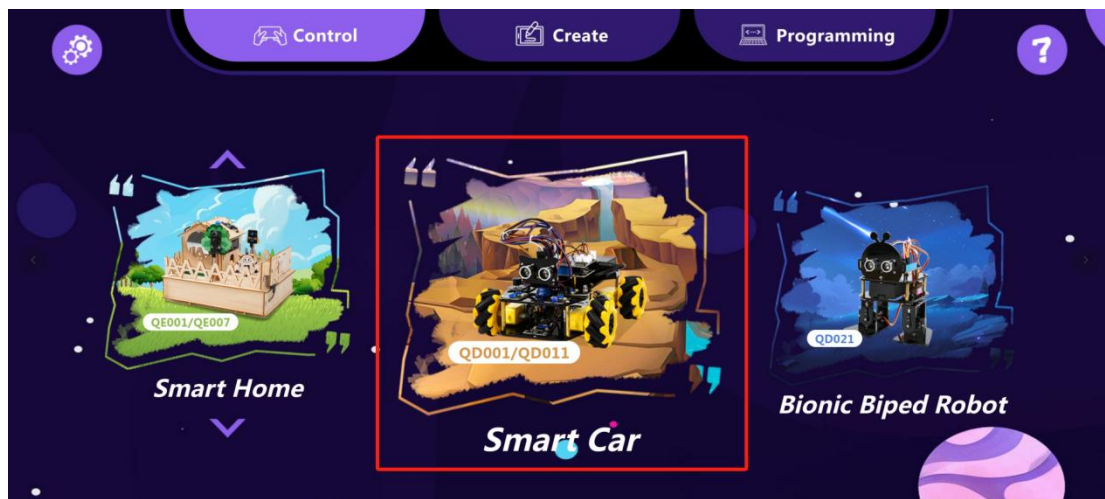 Control
Create
Programming
?
QE001/QE007
Smart Home
QD001/QD011
Smart Car
QD021
Bionic Biped Robot